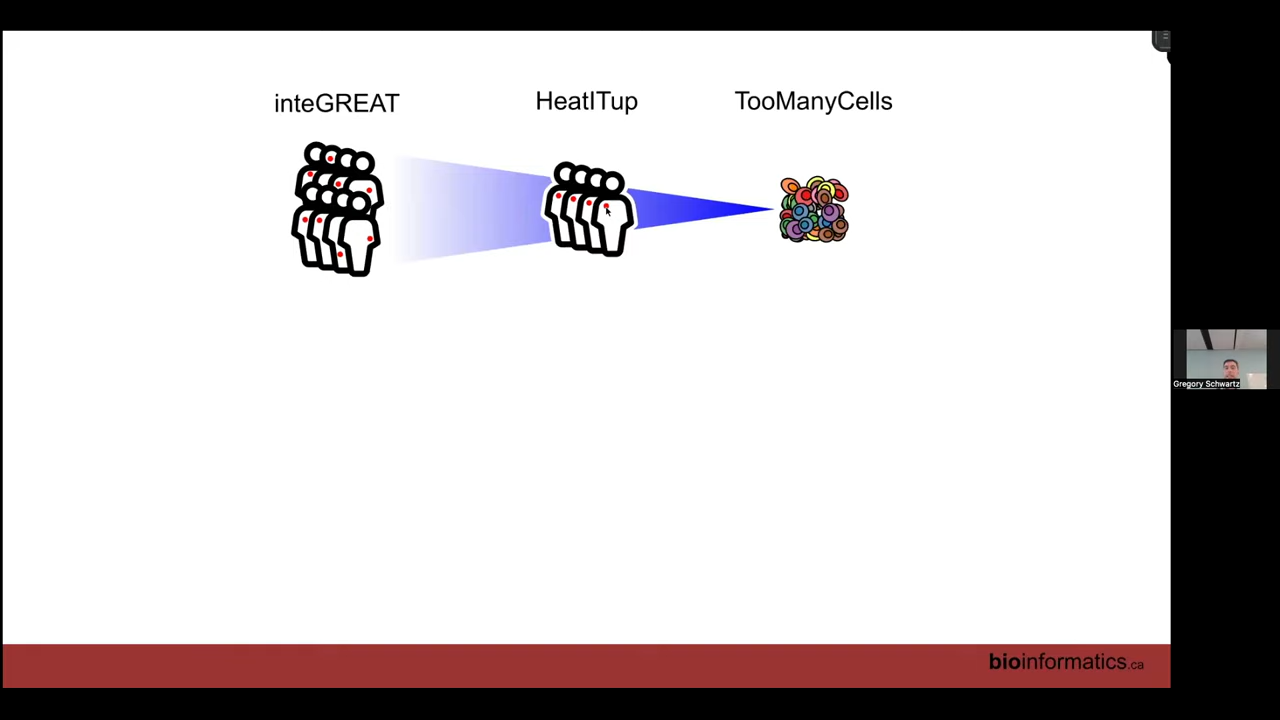 inteGREAT
HeatITup
TooManyCells
Gregory Schwartz
bioinformatics.ca